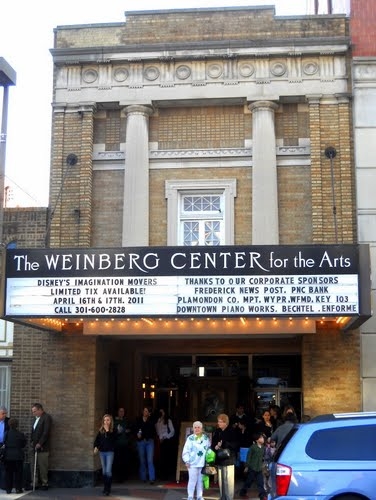 The WEINBERG CENTER for the Arts
DISNEY'S IMAGINATION MOVERS
LIMITED TIX AVAILABLE!
APRIL 16TH & 17TH. 2011
CALL 301-600-2828
THANKS TO OUR CORPORATE SPONSORS
FREDERICK NEWS POST. PNC BANK
PLAMONDON CO, MPT, WYPR, WFMD, KEY 103
DOWNTOWN PIANO WORKS. BECHTEL . ENFORME